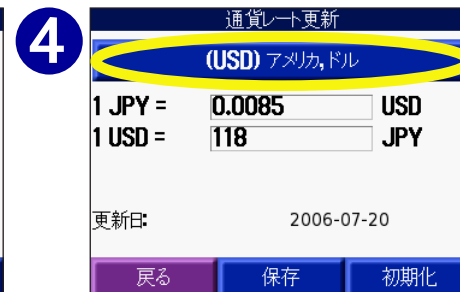 4
通貨レート更新
(USD) アメリカ,ドル
1 JPY = 0.0085 USD
1 USD = 118 JPY
更新日: 2006-07-20
戻る 保存 初期化